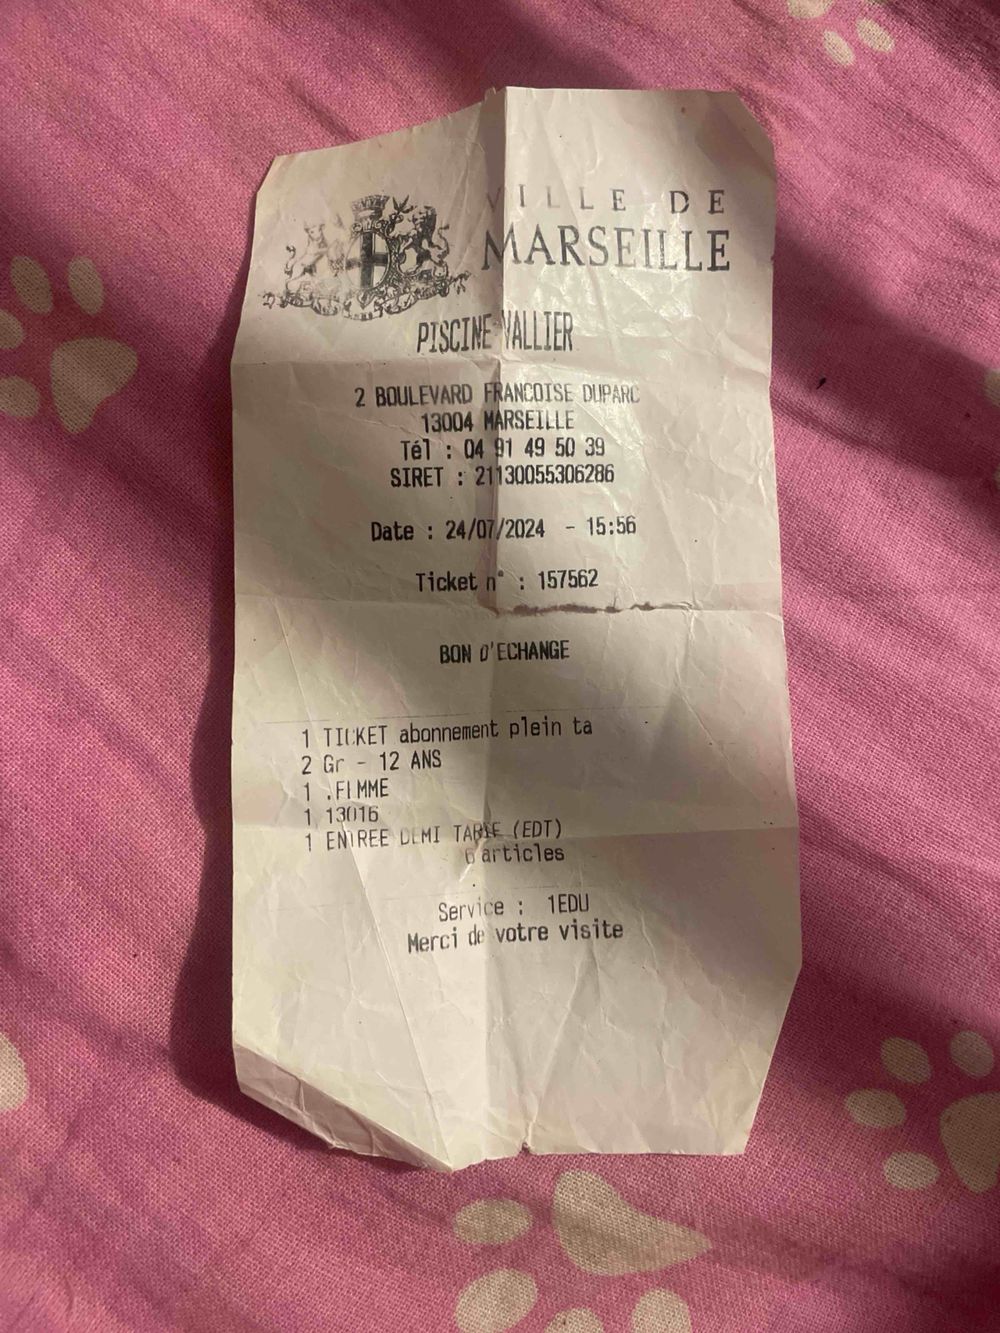 VILLE DE
MARSEILLE
PISCINE VALLIER
2 BOULEVARD FRANCOISE DUPARC
13004 MARSEILLE
Tél : 04 91 49 50 39
SIRET : 21130055306286
Date : 24/07/2024 - 15:56
Ticket n° : 157562
BON D'ECHANGE
1 TICKET abonnement plein ta
2 Gr - 12 ANS
1 .FEMME
1 13016
1 ENTREE DEMI TARIF (EDT)
6 articles
Service : 1EDU
Merci de votre visite